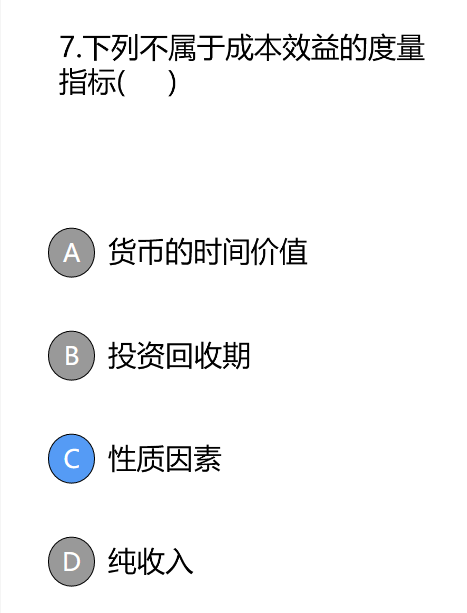 7.下列不属于成本效益的度量
指标(      )
A 货币的时间价值
B 投资回收期
C 性质因素
D 纯收入